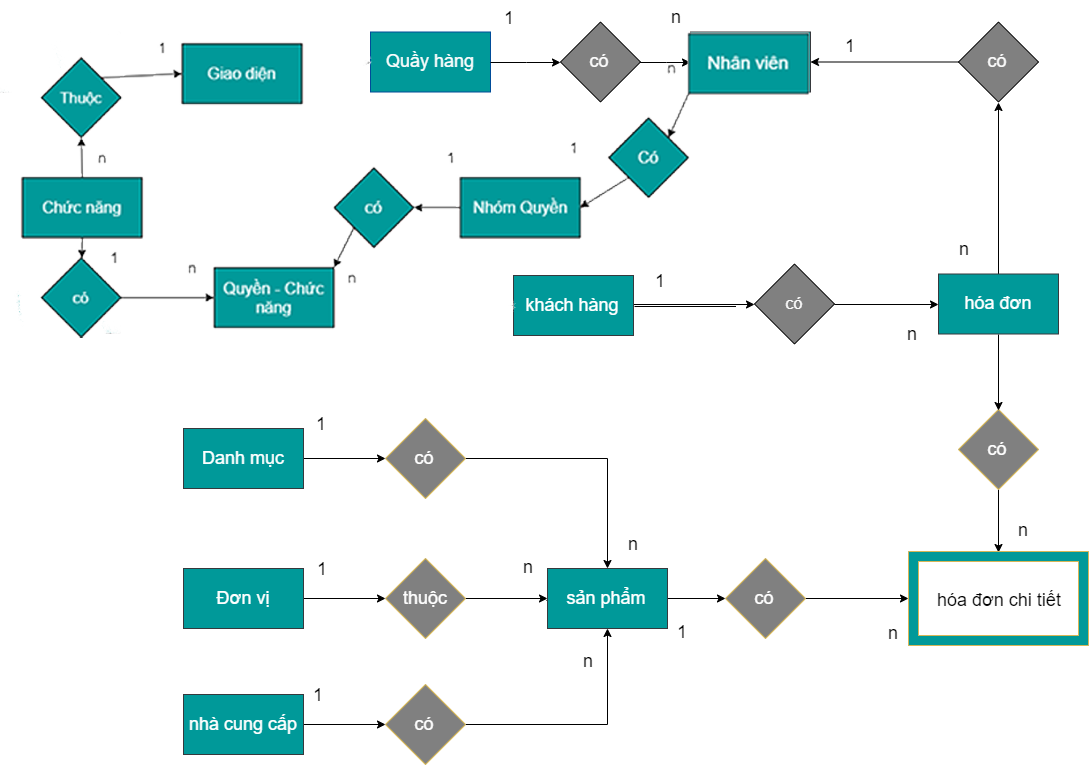 1
n
1
1
Quầy hàng
có
Nhân viên
có
Giao diện
n
Thuộc
n
1
1
Có
Chức năng
có
Nhóm Quyền
1
n
n
n
có
Quyền - Chức
năng
1
khách hàng
có
hóa đơn
n
1
1
Danh mục
có
có
n
n
1
n
Đơn vị
thuộc
sản phẩm
có
hóa đơn chi tiết
1
n
n
1
nhà cung cấp
có